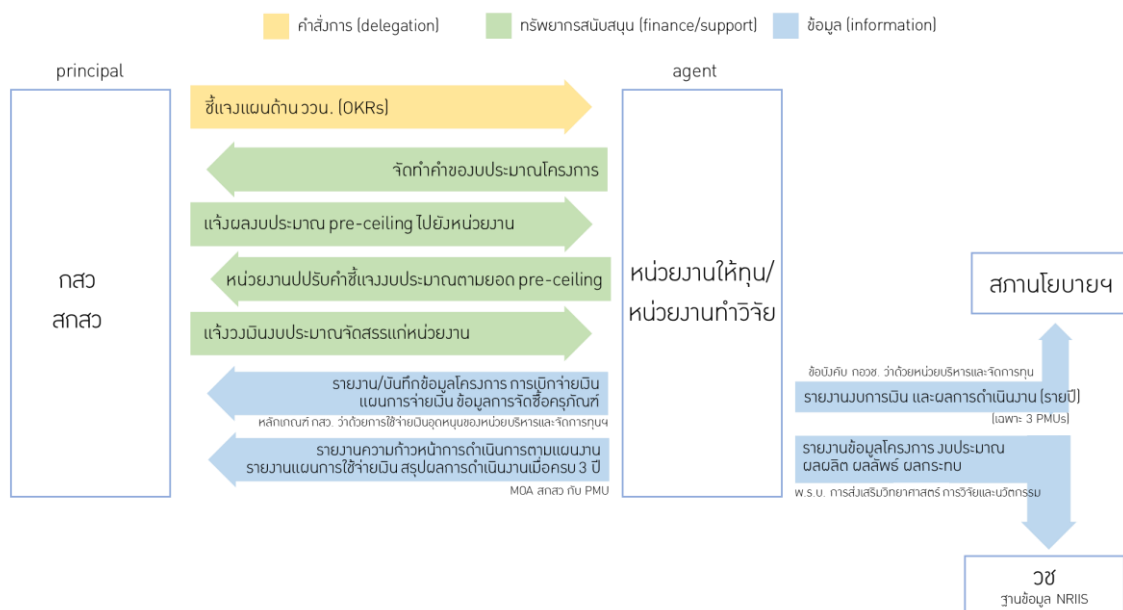 คำสั่งการ (delegation)
ทรัพยากรสนับสนุน (finance/support)
ข้อมูล (information)
principal
agent
ชี้แจงแผนด้าน ววน. (OKRs)
จัดทำคำของบประมาณโครงการ
แจ้งผลงบประมาณ pre-ceiling ไปยังหน่วยงาน
หน่วยงานปปรับคำชี้แจงงบประมาณตามยอด pre-ceiling
แจ้งวงเงินงบประมาณจัดสรรแก่หน่วยงาน
กสว
สกสว
หน่วยงานให้ทุน/
หน่วยงานทำวิจัย
สภานโยบายฯ
รายงาน/บันทึกข้อมูลโครงการ การเบิกจ่ายเงิน
แผนการจ่ายเงิน ข้อมูลการจัดซื้อครุภัณฑ์
หลักเกณฑ์ กสว. ว่าด้วยการใช้จ่ายเงินอุดหนุนของหน่วยบริหารและจัดการทุนฯ
รายงานความก้าวหน้าการดำเนินการตามแผนงาน
รายงานแผนการใช้จ่ายเงิน สรุปผลการดำเนินงานเมื่อครบ 3 ปี
MOA สกสว กับ PMU
ข้อบังคับ กอวช. ว่าด้วยหน่วยบริหารและจัดการทุน
รายงานงบการเงิน และผลการดำเนินงาน (รายปี)
(เฉพาะ 3 PMUs)
รายงานข้อมูลโครงการ งบประมาณ
ผลผลิต ผลลัพธ์ ผลกระทบ
พ.ร.บ. การส่งเสริมวิทยาศาสตร์ การวิจัยและนวัตกรรม
วช
ฐานข้อมูล NRIIS